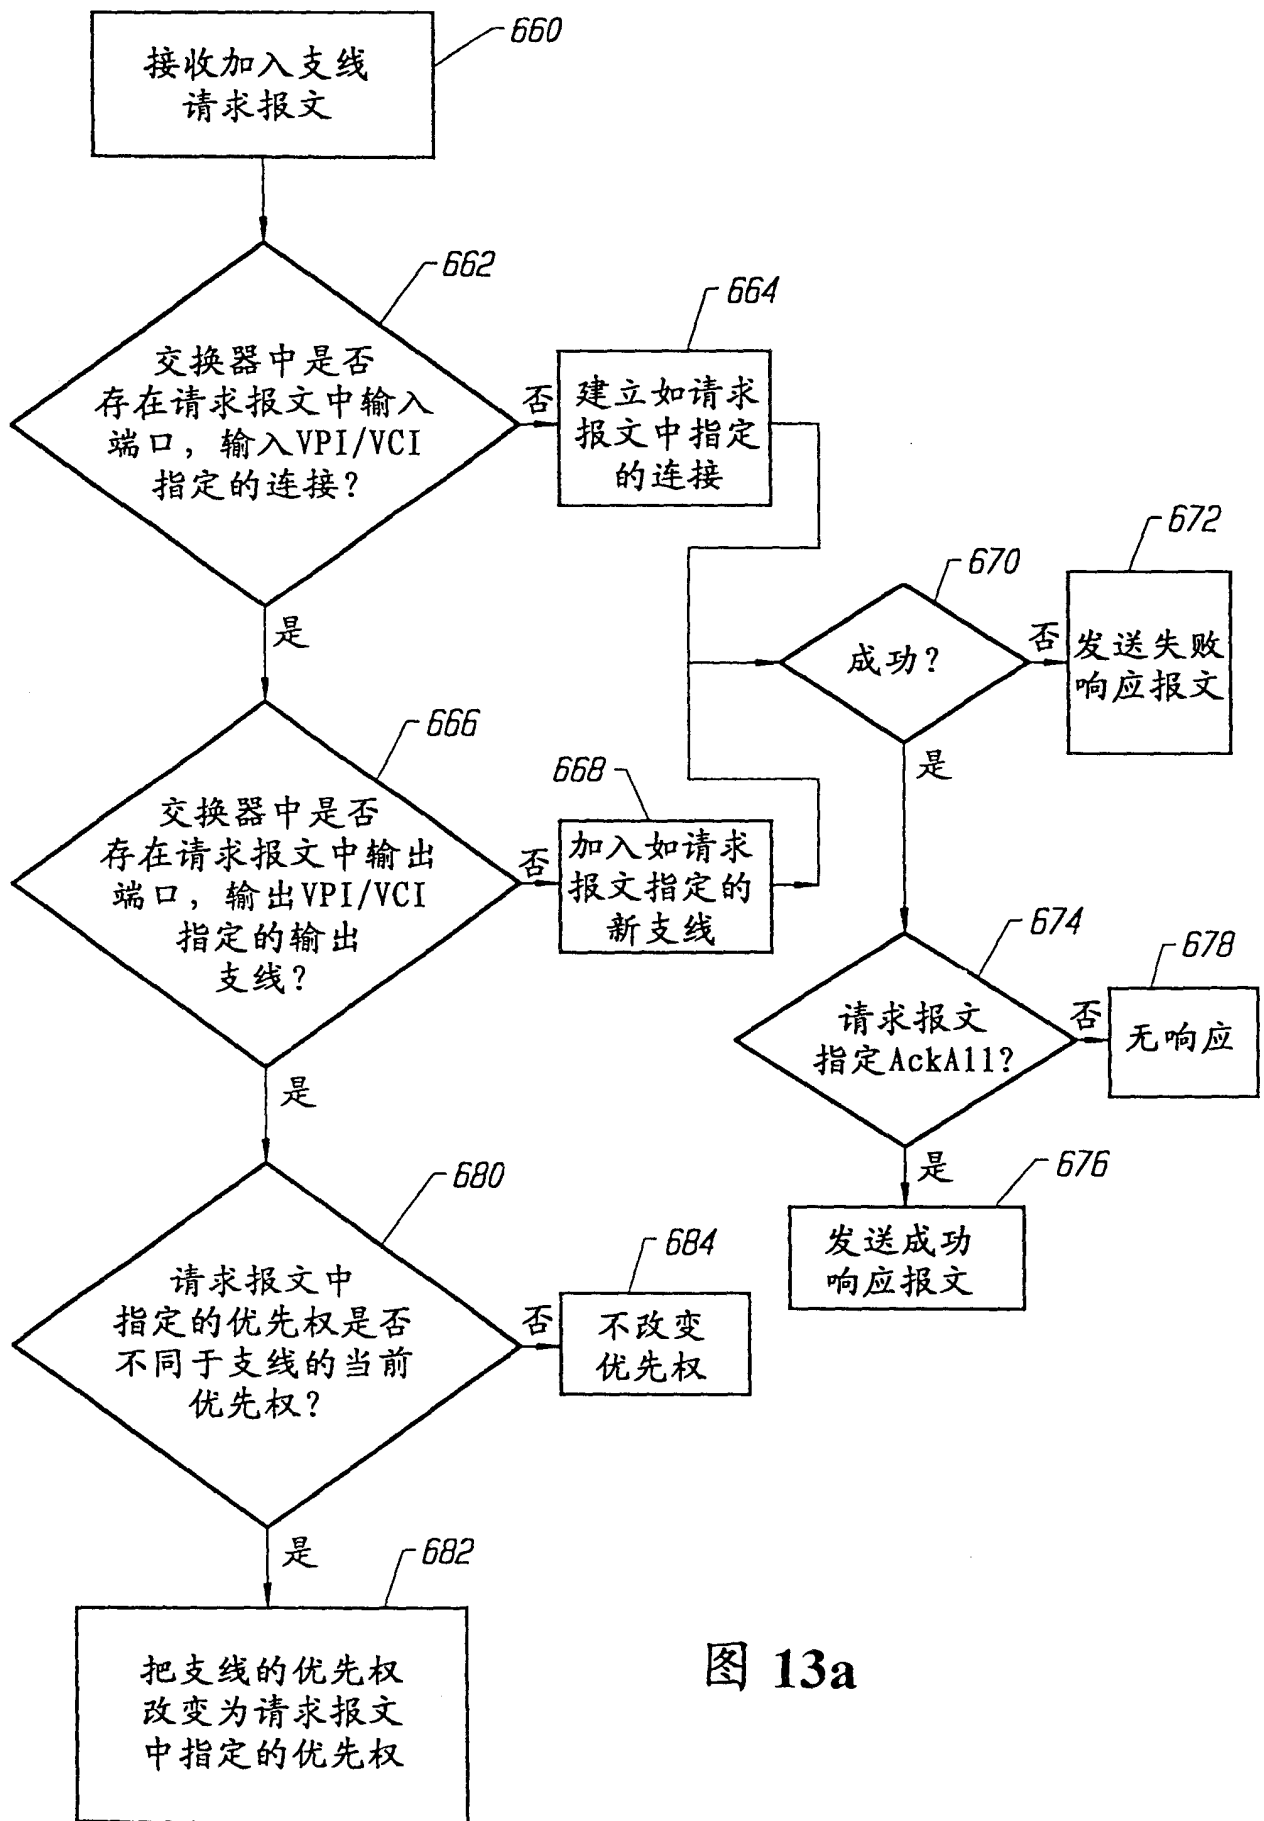 660
接收加入支线
请求报文
662
交换器中是否
存在请求报文中输入
端口，输入VPI/VCI
指定的连接？
否
664
建立如请求
报文中指定
的连接
是
670
成功？
否
672
发送失败
响应报文
是
666
交换器中是否
存在请求报文中输出
端口，输出VPI/VCI
指定的输出
支线？
否
668
加入如请求
报文指定的
新支线
是
674
请求报文
指定AckAll？
否
678
无响应
是
676
发送成功
响应报文
680
请求报文中
指定的优先权是否
不同于支线的当前
优先权？
否
684
不改变
优先权
是
682
把支线的优先权
改变为请求报文
中指定的优先权
图 13a